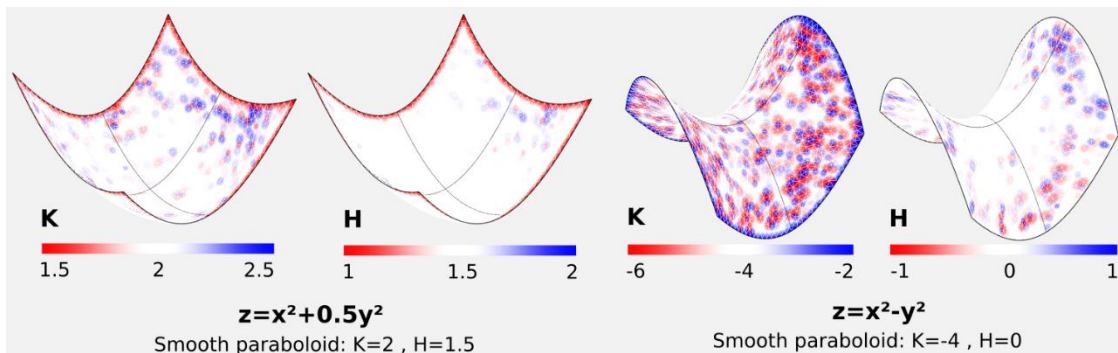 K H K H
1.5 2 2.5 1 1.5 2 -6 -4 -2 -1 0 1
z=x²+0.5y² z=x²-y²
Smooth paraboloid: K=2 , H=1.5 Smooth paraboloid: K=-4 , H=0